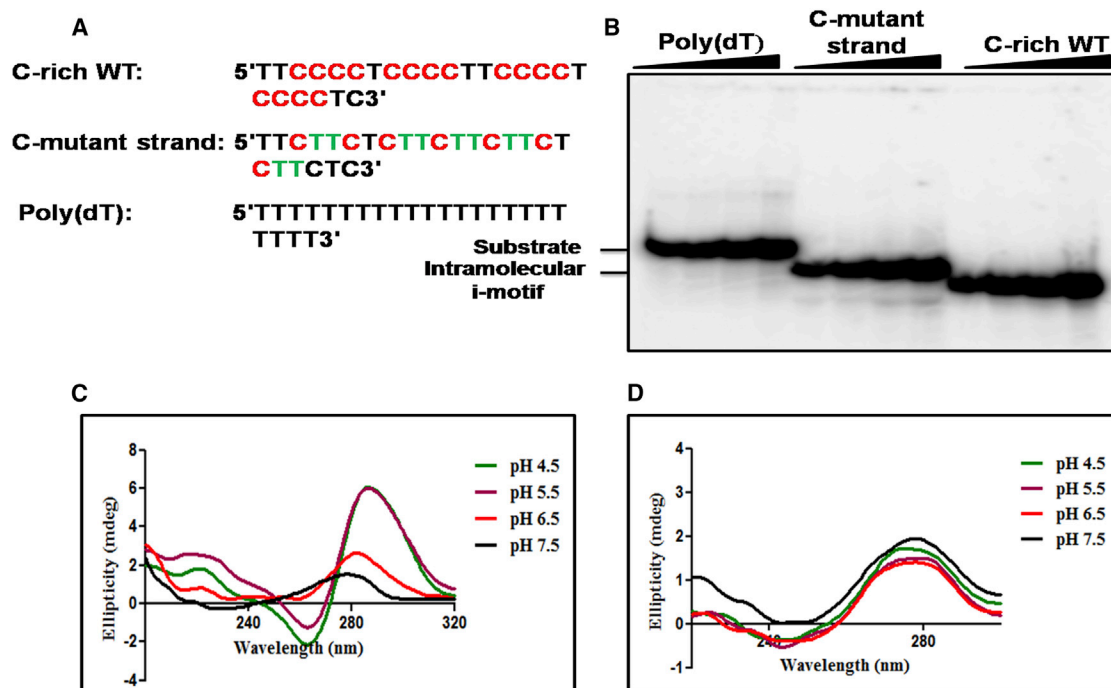 A
C-rich WT: 5'TTCCCCTCCCCTTCCCCT
CCCCTC3'
C-mutant strand: 5'TTCTTCTCTTCTTCTTCT
CTTCTC3'
Poly(dT): 5'TTTTTTTTTTTTTTTTTTT
TTTT3'
B
Poly(dT)
C-mutant
strand
C-rich WT
Substrate
Intramolecular
i-motif
C
Ellipticity (mdeg)
8
6
4
2
0
-2
-4
240
280
320
Wavelength (nm)
pH 4.5
pH 5.5
pH 6.5
pH 7.5
D
Ellipticity (mdeg)
4
3
2
1
0
-1
240
280
Wavelength (nm)
pH 4.5
pH 5.5
pH 6.5
pH 7.5